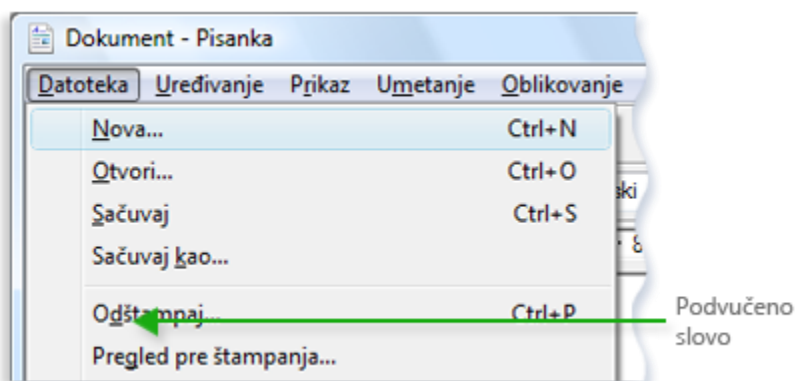 Dokument - Pisanka
Datoteka Uređivanje Prikaz Umetanje Oblikovanje
Nova... Ctrl+N
Otvori... Ctrl+O
Sačuvaj Ctrl+S
Sačuvaj kao...
Odštampaj... Ctrl+P
Pregled pre štampanja...
Podvučeno
slovo